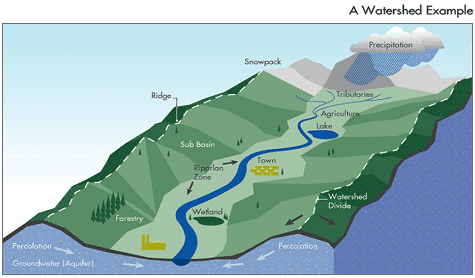 A Watershed Example
Precipitation
Snowpack
Tributaries
Ridge
Agriculture
Lake
Sub Basin
Riparian
Zone
Town
Watershed
Divide
Wetland
Forestry
Percolation
Percolation
Groundwater (Aquifer)